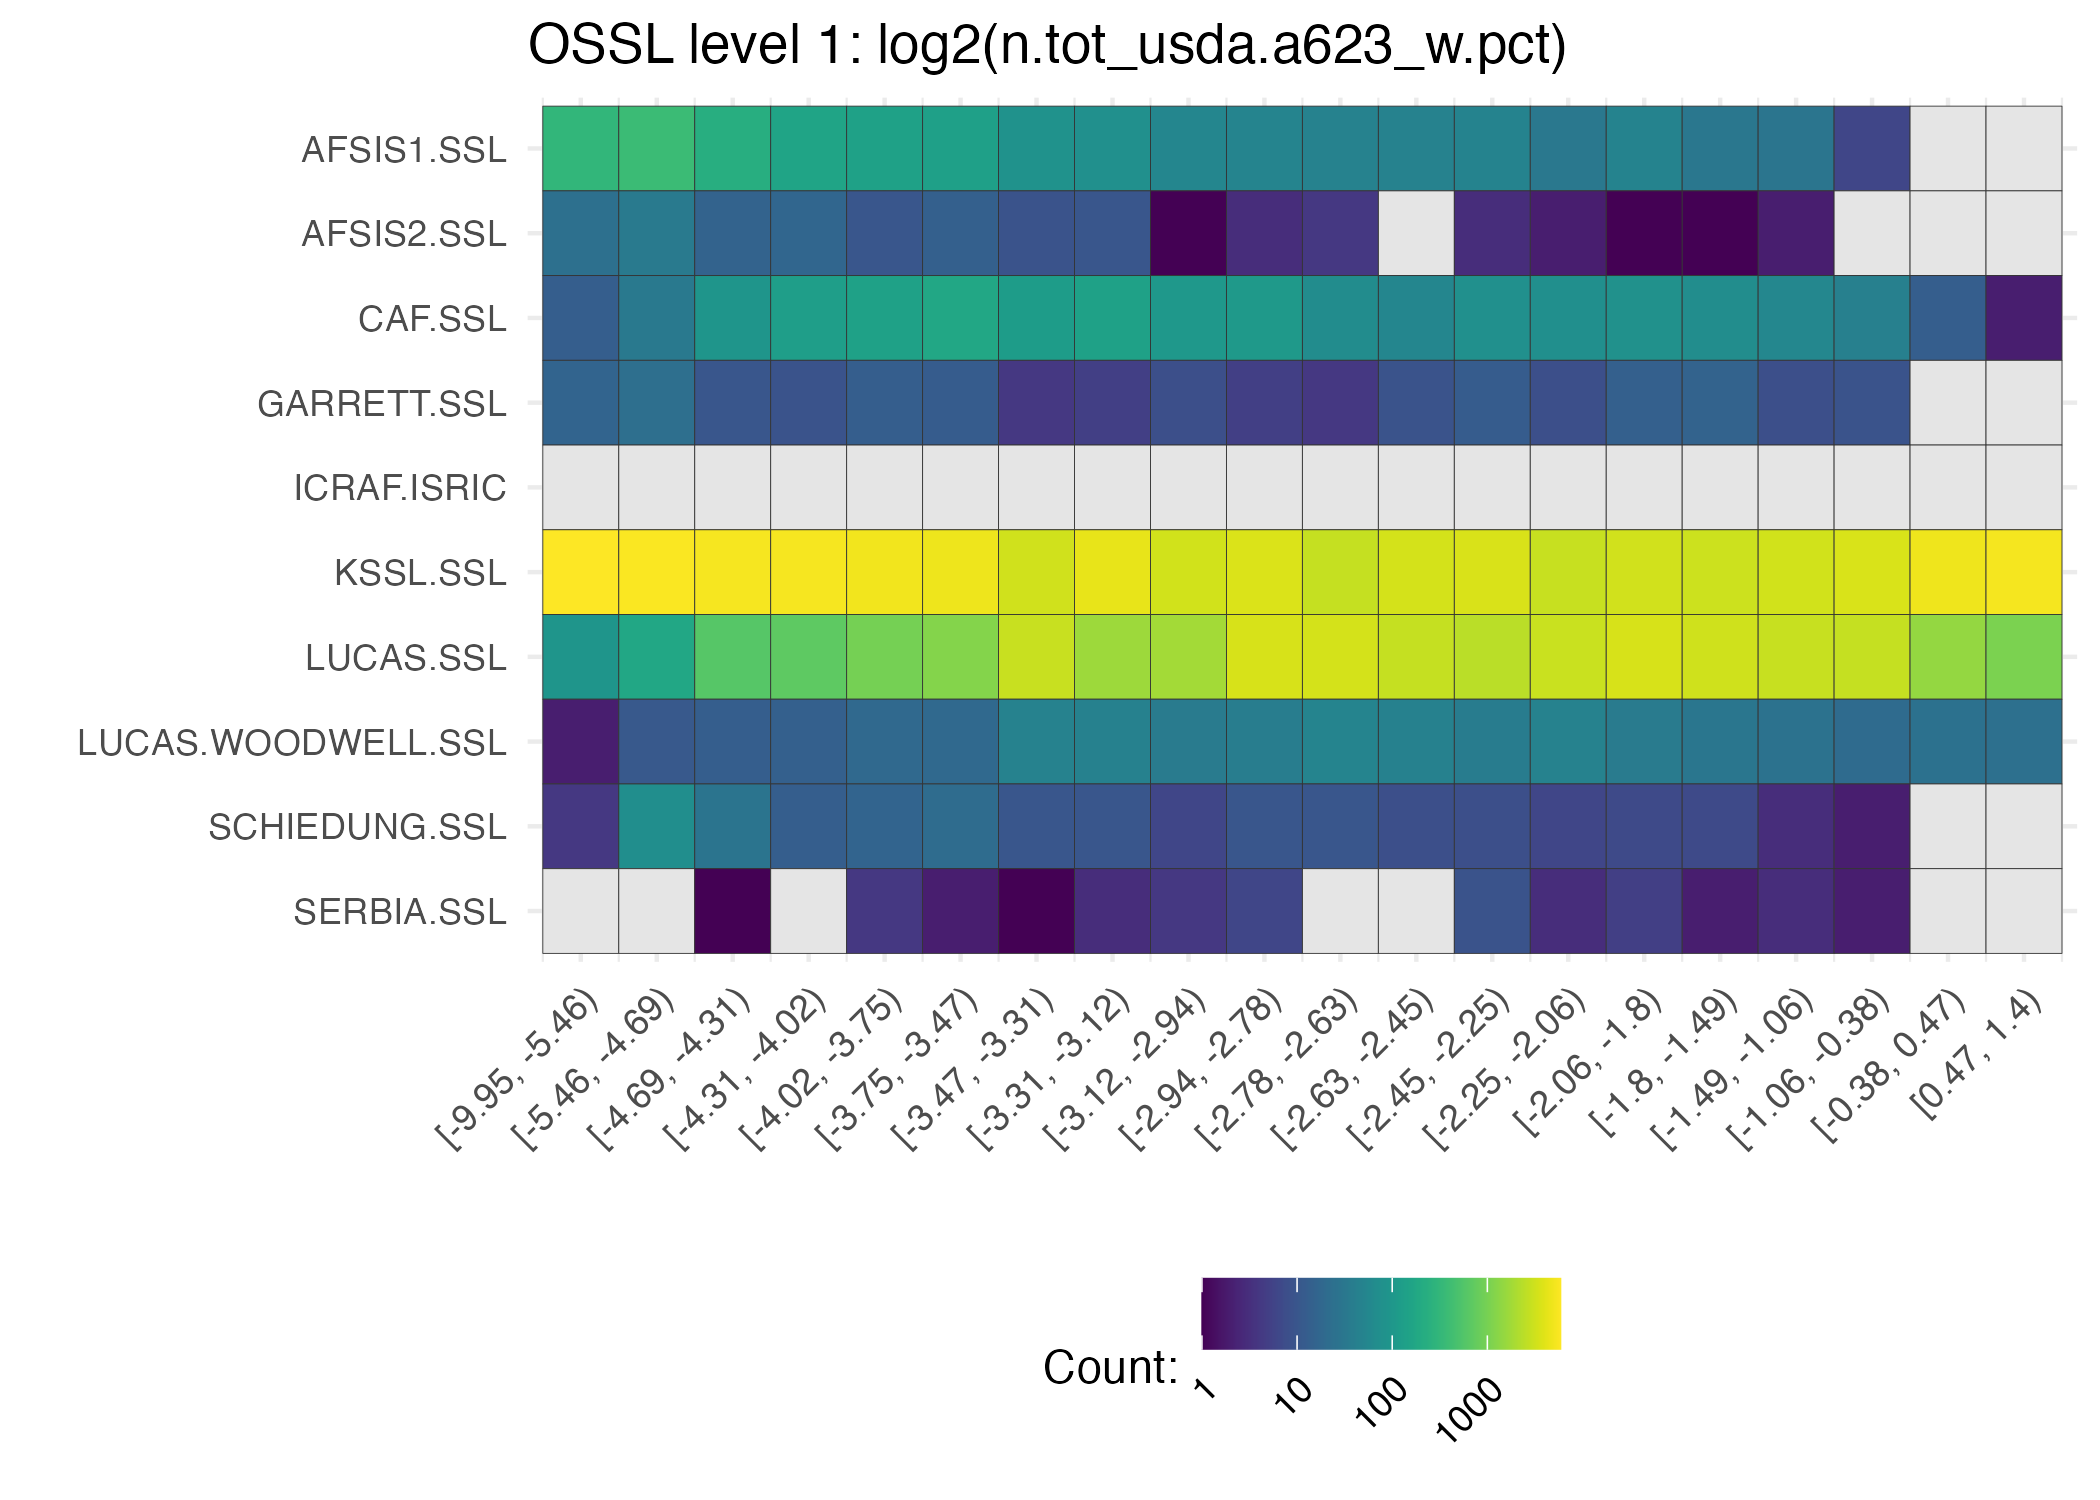 OSSL level 1: log2(n.tot_usda.a623_w.pct)
AFSIS1.SSL
AFSIS2.SSL
CAF.SSL
GARRETT.SSL
ICRAF.ISRIC
KSSL.SSL
LUCAS.SSL
LUCAS.WOODWELL.SSL
SCHIEDUNG.SSL
SERBIA.SSL
[-9.95, -5.46)
[-5.46, -4.69)
[-4.69, -4.31)
[-4.31, -4.02)
[-4.02, -3.75)
[-3.75, -3.47)
[-3.47, -3.31)
[-3.31, -3.12)
[-3.12, -2.94)
[-2.94, -2.78)
[-2.78, -2.63)
[-2.63, -2.45)
[-2.45, -2.25)
[-2.25, -2.06)
[-2.06, -1.8)
[-1.8, -1.49)
[-1.49, -1.06)
[-1.06, -0.38)
[-0.38, 0.47)
[0.47, 1.4)
Count:
1
10
100
1000